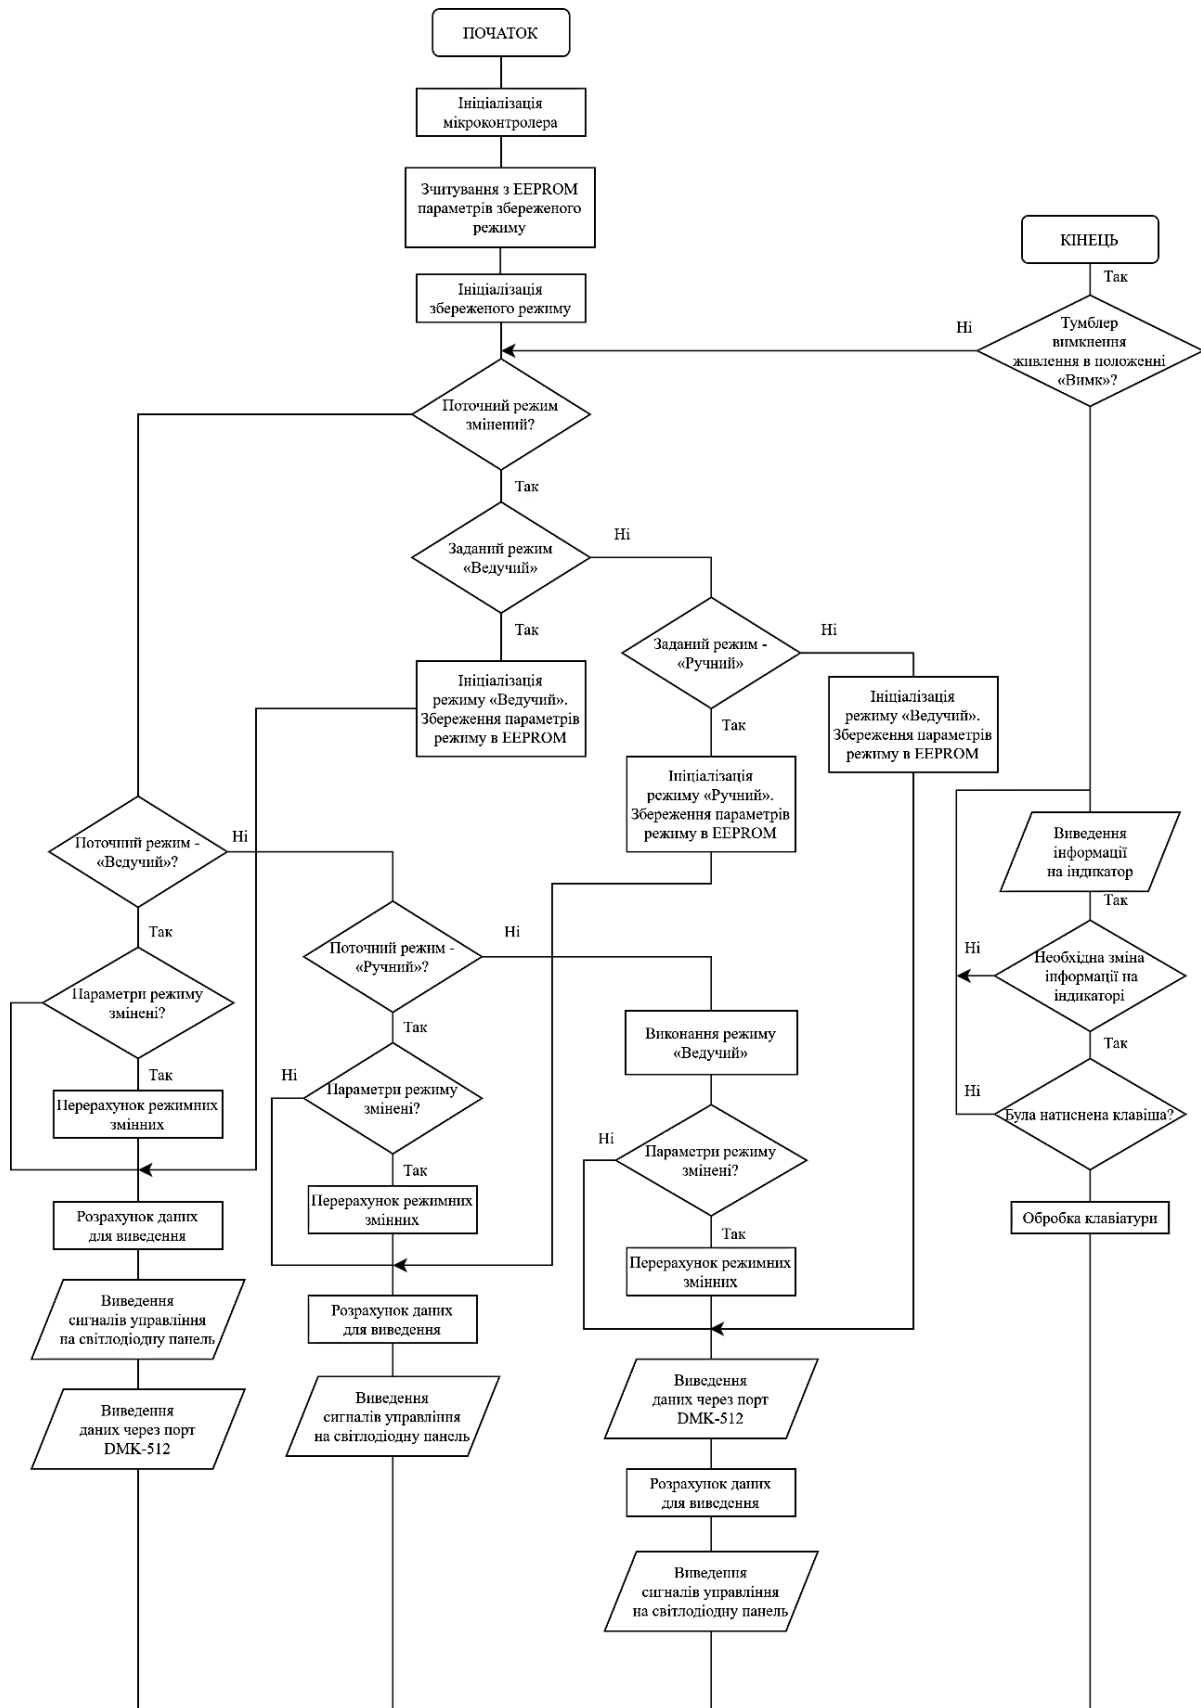 ПОЧАТОК
Ініціалізація
мікроконтролера
Зчитування з EEPROM
параметрів збереженого
режиму
Ініціалізація
збереженого режиму
КІНЕЦЬ
Так
Ні
Тумблер
вимкнення
живлення в положенні
«Вимк»?
Поточний режим
змінений?
Так
Заданий режим
«Ведучий»
Ні
Так
Заданий режим -
«Ручний»
Ні
Ініціалізація
режиму «Ведучий».
Збереження параметрів
режиму в EEPROM
Ініціалізація
режиму «Ведучий».
Збереження параметрів
режиму в EEPROM
Так
Ініціалізація
режиму «Ручний».
Збереження параметрів
режиму в EEPROM
Поточний режим -
«Ведучий»?
Ні
Так
Виведення
інформації
на індикатор
Так
Поточний режим -
«Ручний»?
Ні
Ні
Необхідна зміна
інформації на
індикаторі
Параметри режиму
змінені?
Так
Так
Виконання режиму
«Ведучий»
Так
Перерахунок режимних
змінних
Ні
Параметри режиму
змінені?
Так
Ні
Параметри режиму
змінені?
Так
Ні
Була натиснена клавіша?
Розрахунок даних
для виведення
Перерахунок режимних
змінних
Обробка клавіатури
Перерахунок режимних
змінних
Виведення
сигналів управління
на світлодіодну панель
Розрахунок даних
для виведення
Виведення
даних через порт
DMK-512
Виведення
сигналів управління
на світлодіодну панель
Виведення
даних через порт
DMK-512
Розрахунок даних
для виведення
Виведення
сигналів управління
на світлодіодну панель